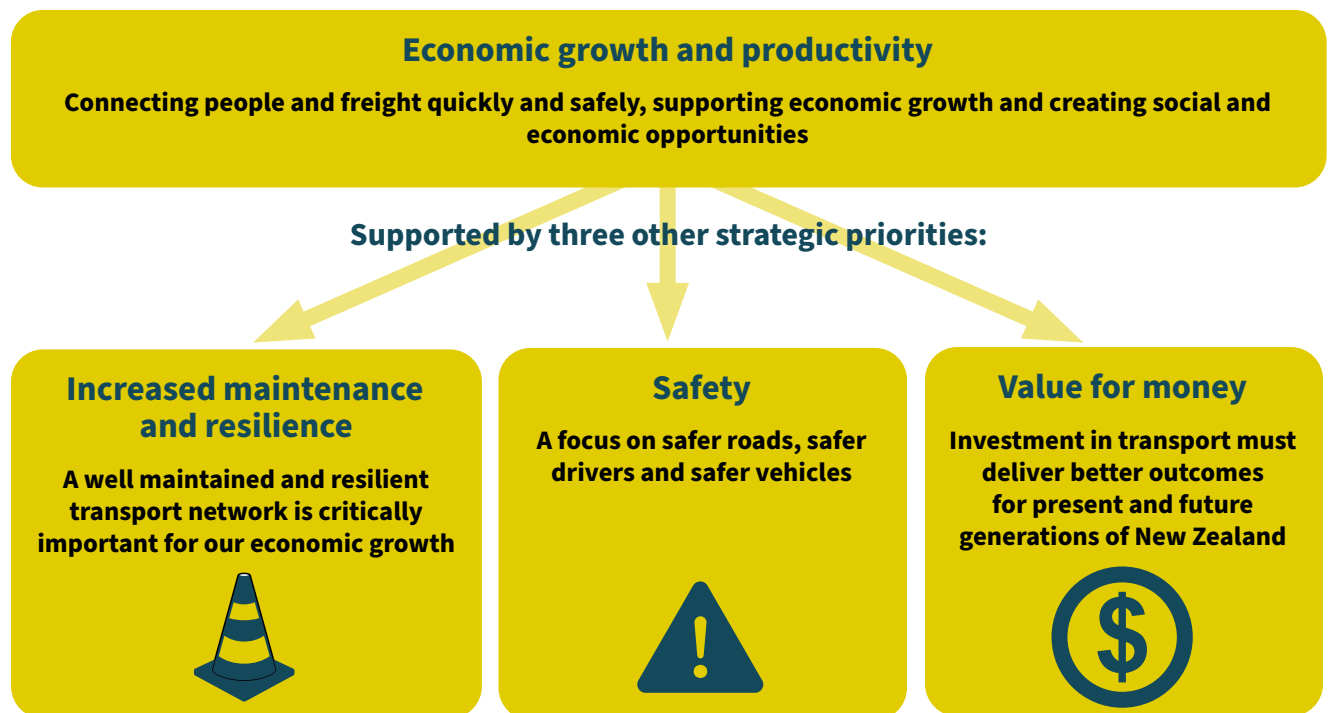 Economic growth and productivity
Connecting people and freight quickly and safely, supporting economic growth and creating social and
economic opportunities
Supported by three other strategic priorities:
Increased maintenance
and resilience
A well maintained and resilient
transport network is critically
important for our economic growth
Safety
A focus on safer roads, safer
drivers and safer vehicles
!
Value for money
Investment in transport must
deliver better outcomes
for present and future
generations of New Zealand
$